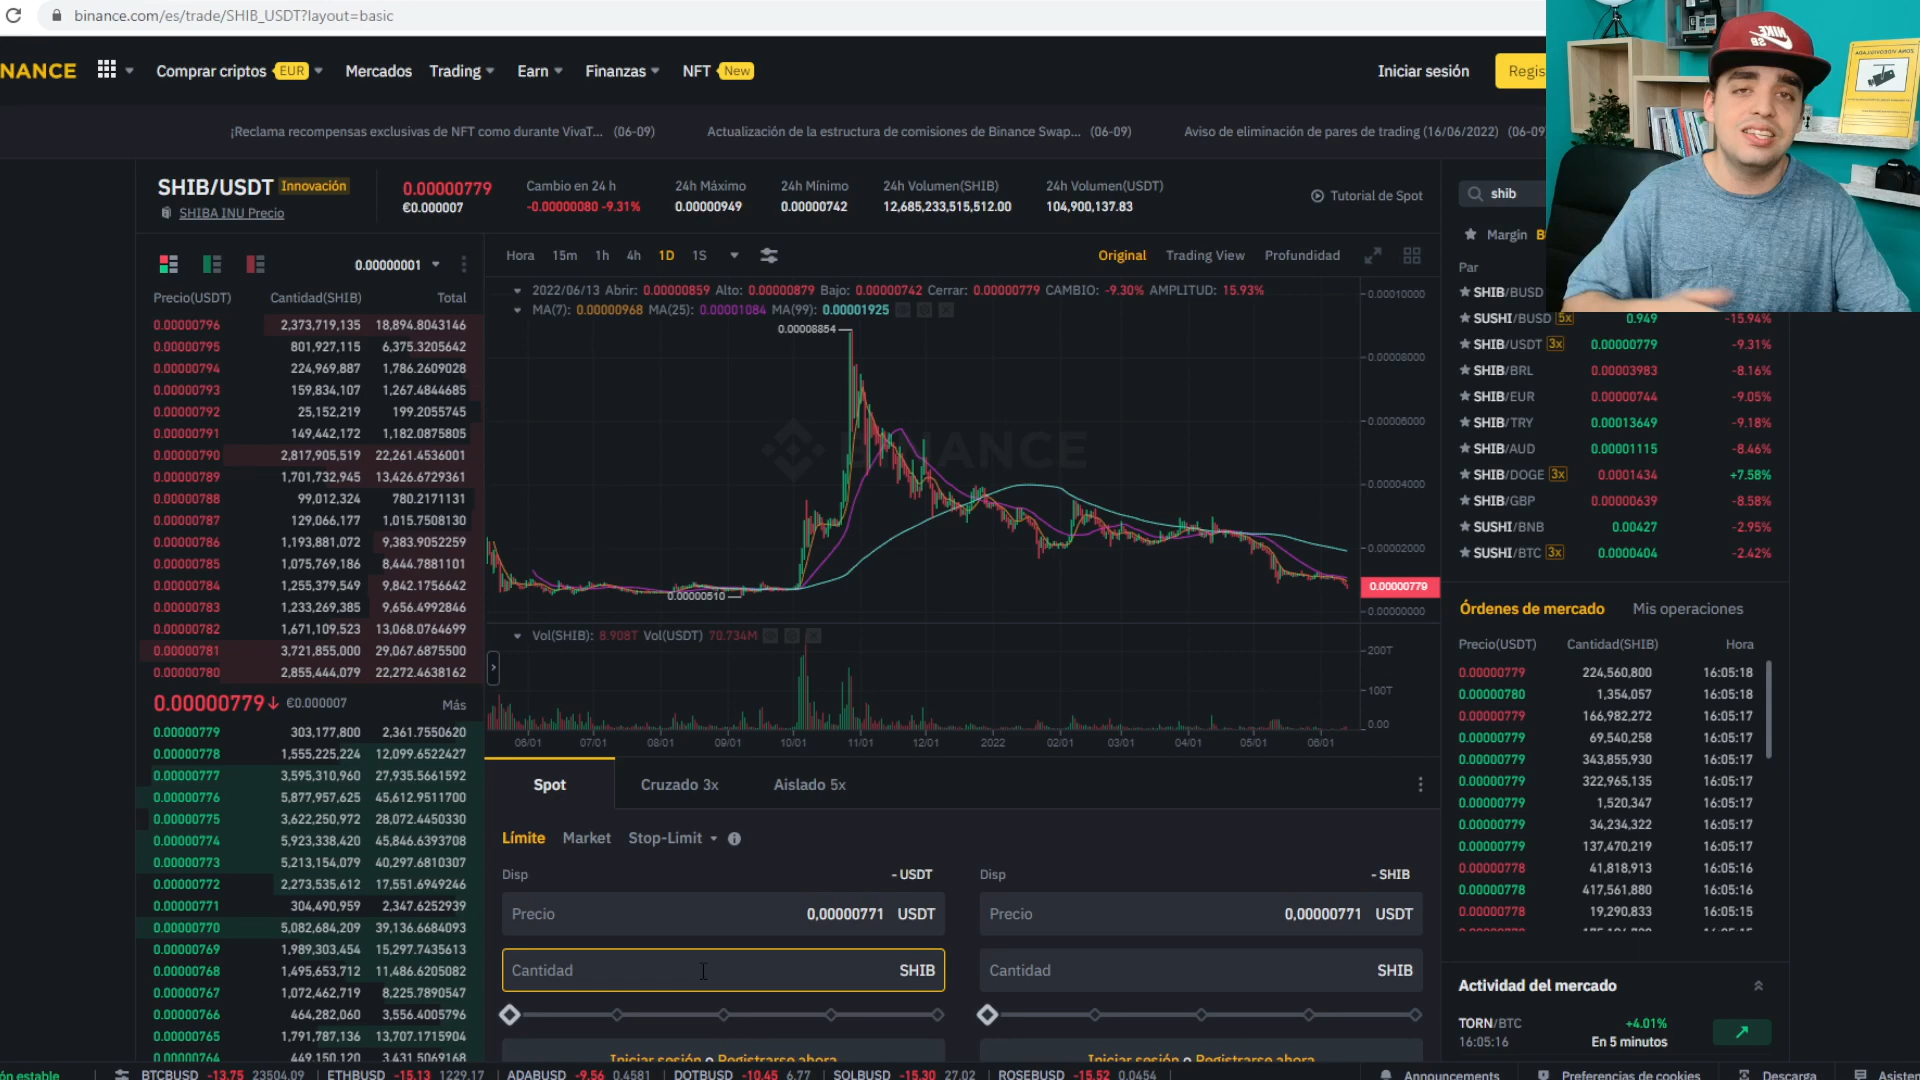 binance.com/es/trade/SHIB_USDT?layout=basic
NANCE Comprar criptos EUR Mercados Trading Earn Finanzas NFT New Iniciar sesión Regis
¡Reclama recompensas exclusivas de NFT como durante VivaT... (06-09) Actualización de la estructura de comisiones de Binance Swap... (06-09) Aviso de eliminación de pares de trading (16/06/2022) (06-09
SHIB/USDT Innovación
SHIBA INU Precio
0.00000779
€0.000007
Cambio en 24 h
-0.00000080 -9.31%
24h Máximo
0.00000949
24h Mínimo
0.00000742
24h Volumen(SHIB)
12,685,233,515,512.00
24h Volumen(USDT)
104,900,137.83
Tutorial de Spot
0.00000001
Precio(USDT) Cantidad(SHIB) Total
0.00000796 2,373,719,135 18,894.8043146
0.00000795 801,927,115 6,375.3205642
0.00000794 224,969,887 1,786.2609028
0.00000793 159,834,107 1,267.4844685
0.00000792 25,152,219 199.2055745
0.00000791 149,442,172 1,182.0875805
0.00000790 2,817,905,519 22,261.4536001
0.00000789 1,701,732,945 13,426.6729361
0.00000788 99,012,324 780.2171131
0.00000787 129,066,177 1,015.7508130
0.00000786 1,193,881,072 9,383.9052259
0.00000785 1,075,769,186 8,444.7881101
0.00000784 1,255,379,549 9,842.1756642
0.00000783 1,233,269,385 9,656.4992846
0.00000782 1,671,109,523 13,068.0764699
0.00000781 3,721,855,000 29,067.6875500
0.00000780 2,855,444,079 22,272.4638162
0.00000779 €0.000007 Más
0.00000779 303,177,800 2,361.7550620
0.00000778 1,555,225,224 12,099.6522427
0.00000777 3,595,310,960 27,935.5661592
0.00000776 5,877,957,625 45,612.9511700
0.00000775 3,622,250,972 28,072.4450330
0.00000774 5,923,338,420 45,846.6393708
0.00000773 5,213,154,079 40,297.6810307
0.00000772 2,273,535,612 17,551.6949246
0.00000771 304,490,959 2,347.6252939
0.00000770 5,082,684,209 39,136.6684093
0.00000769 1,989,303,454 15,297.7435613
0.00000768 1,495,653,712 11,486.6205082
0.00000767 1,072,462,719 8,225.7890547
0.00000766 464,282,060 3,556.4005796
0.00000765 1,791,787,136 13,707.1715904
0.00000764 449,150,120 3,431.5069168
Hora 15m 1h 4h 1D 1S Original Trading View Profundidad
2022/06/13 Abrir: 0.00000859 Alto: 0.00000879 Bajo: 0.00000742 Cerrar: 0.00000779 CAMBIO: -9.30% AMPLITUD: 15.93%
MA(7): 0.00000968 MA(25): 0.00001084 MA(99): 0.00001925
0.00008854
0.00000510
BINANCE
0.00010000
0.00008000
0.00006000
0.00004000
0.00002000
0.00000779
0.00000000
Vol(SHIB): 8.908T Vol(USDT) 70.734M
200T
100T
0.00
06/01 07/01 08/01 09/01 10/01 11/01 12/01 2022 02/01 03/01 04/01 05/01 06/01
Spot Cruzado 3x Aislado 5x
Límite Market Stop-Limit
Disp - USDT Disp - SHIB
Precio 0,00000771 USDT Precio 0,00000771 USDT
Cantidad SHIB Cantidad SHIB
Iniciar sesión o Registrarse ahora Iniciar sesión o Registrarse ahora
shib
Margin B
Par
SHIB/BUSD
SUSHI/BUSD 5x 0.949 -15.94%
SHIB/USDT 3x 0.00000779 -9.31%
SHIB/BRL 0.00003983 -8.16%
SHIB/EUR 0.00000744 -9.05%
SHIB/TRY 0.00013649 -9.18%
SHIB/AUD 0.00001115 -8.46%
SHIB/DOGE 3x 0.0001434 +7.58%
SHIB/GBP 0.00000639 -8.58%
SUSHI/BNB 0.00427 -2.95%
SUSHI/BTC 3x 0.0000404 -2.42%
Órdenes de mercado Mis operaciones
Precio(USDT) Cantidad(SHIB) Hora
0.00000779 224,560,800 16:05:18
0.00000780 1,354,057 16:05:18
0.00000779 166,982,272 16:05:17
0.00000779 69,540,258 16:05:17
0.00000779 343,855,930 16:05:17
0.00000779 322,965,135 16:05:17
0.00000779 1,520,347 16:05:17
0.00000779 34,234,322 16:05:17
0.00000779 137,470,219 16:05:17
0.00000778 41,818,913 16:05:16
0.00000778 417,561,880 16:05:16
0.00000778 19,290,833 16:05:15
Actividad del mercado
TORN/BTC +4.01%
16:05:16 En 5 minutos
ón estable BTCBUSD -13.75 23504.09 ETHBUSD -15.13 1229.17 ADABUSD -9.56 0.4581 DOTBUSD -10.45 6.77 SOLBUSD -15.30 27.02 ROSEBUSD -15.52 0.0454 Announcements Preferencias de cookies Descarga Asisten